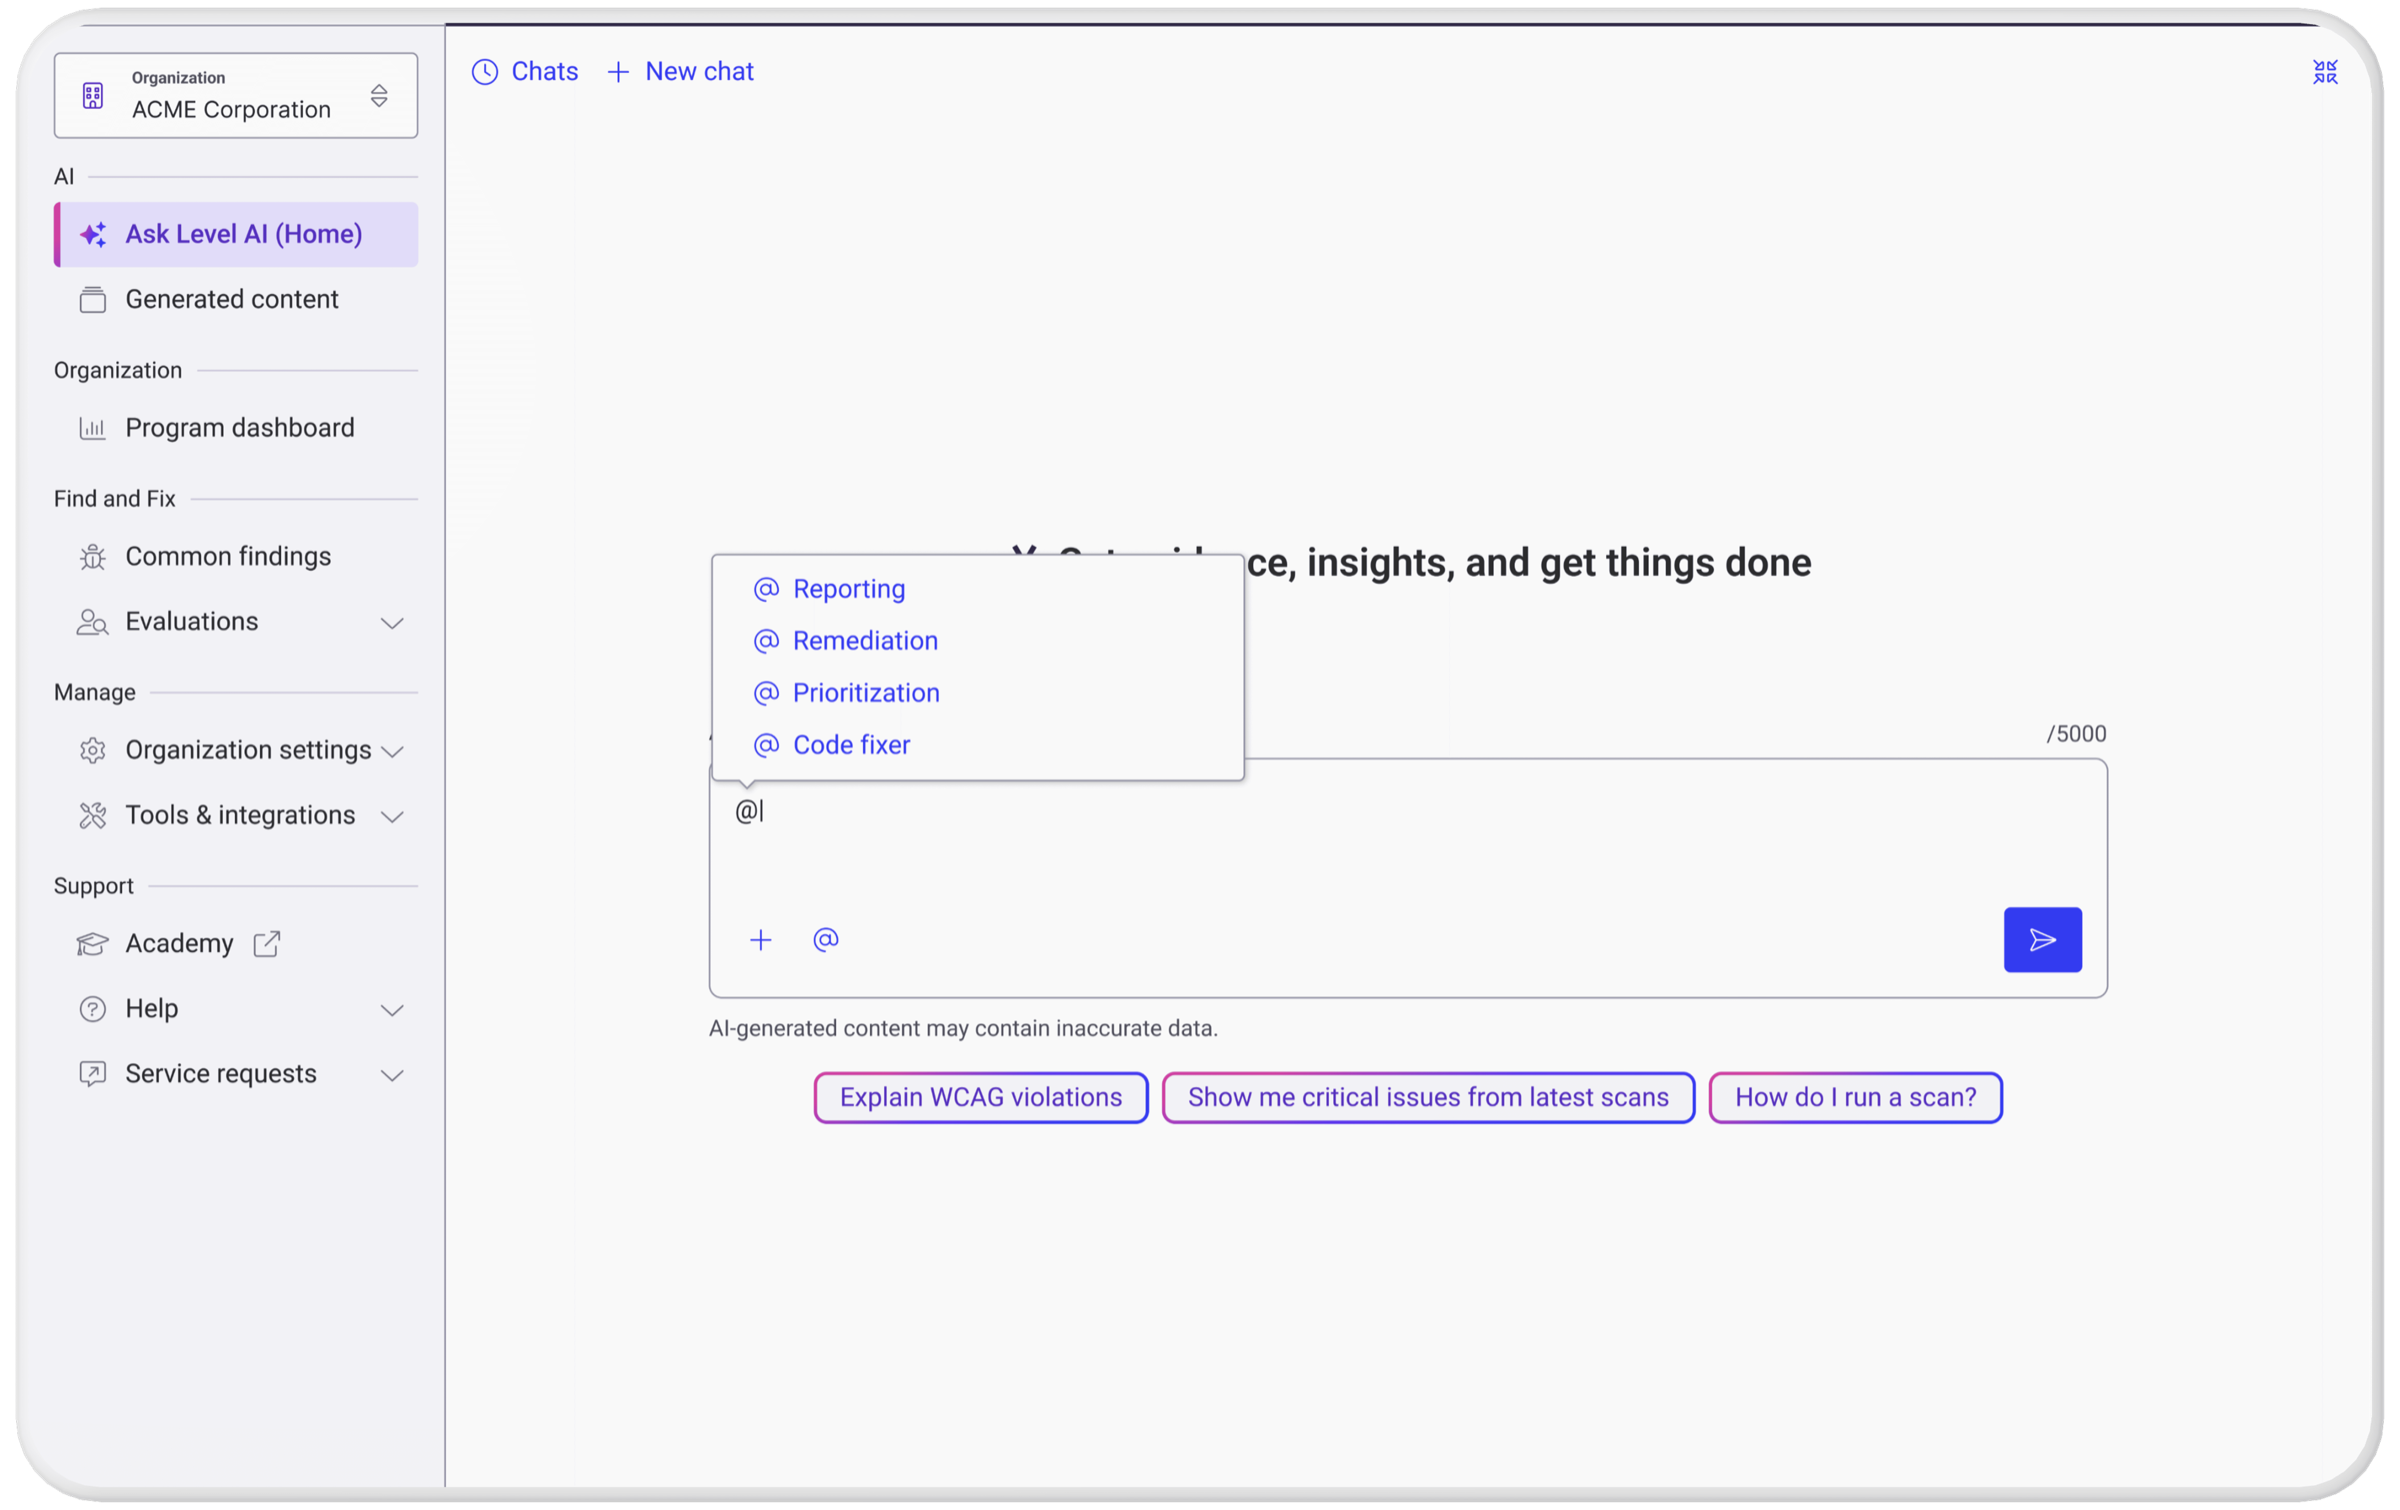 Organization
ACME Corporation
AI
Ask Level AI (Home)
Generated content
Organization
Program dashboard
Find and Fix
Common findings
Evaluations
Manage
Organization settings
Tools & integrations
Support
Academy
Help
Service requests
Chats
New chat
insights, and get things done
@ Reporting
@ Remediation
@ Prioritization
@ Code fixer
/5000
@
@
AI-generated content may contain inaccurate data.
Explain WCAG violations
Show me critical issues from latest scans
How do I run a scan?